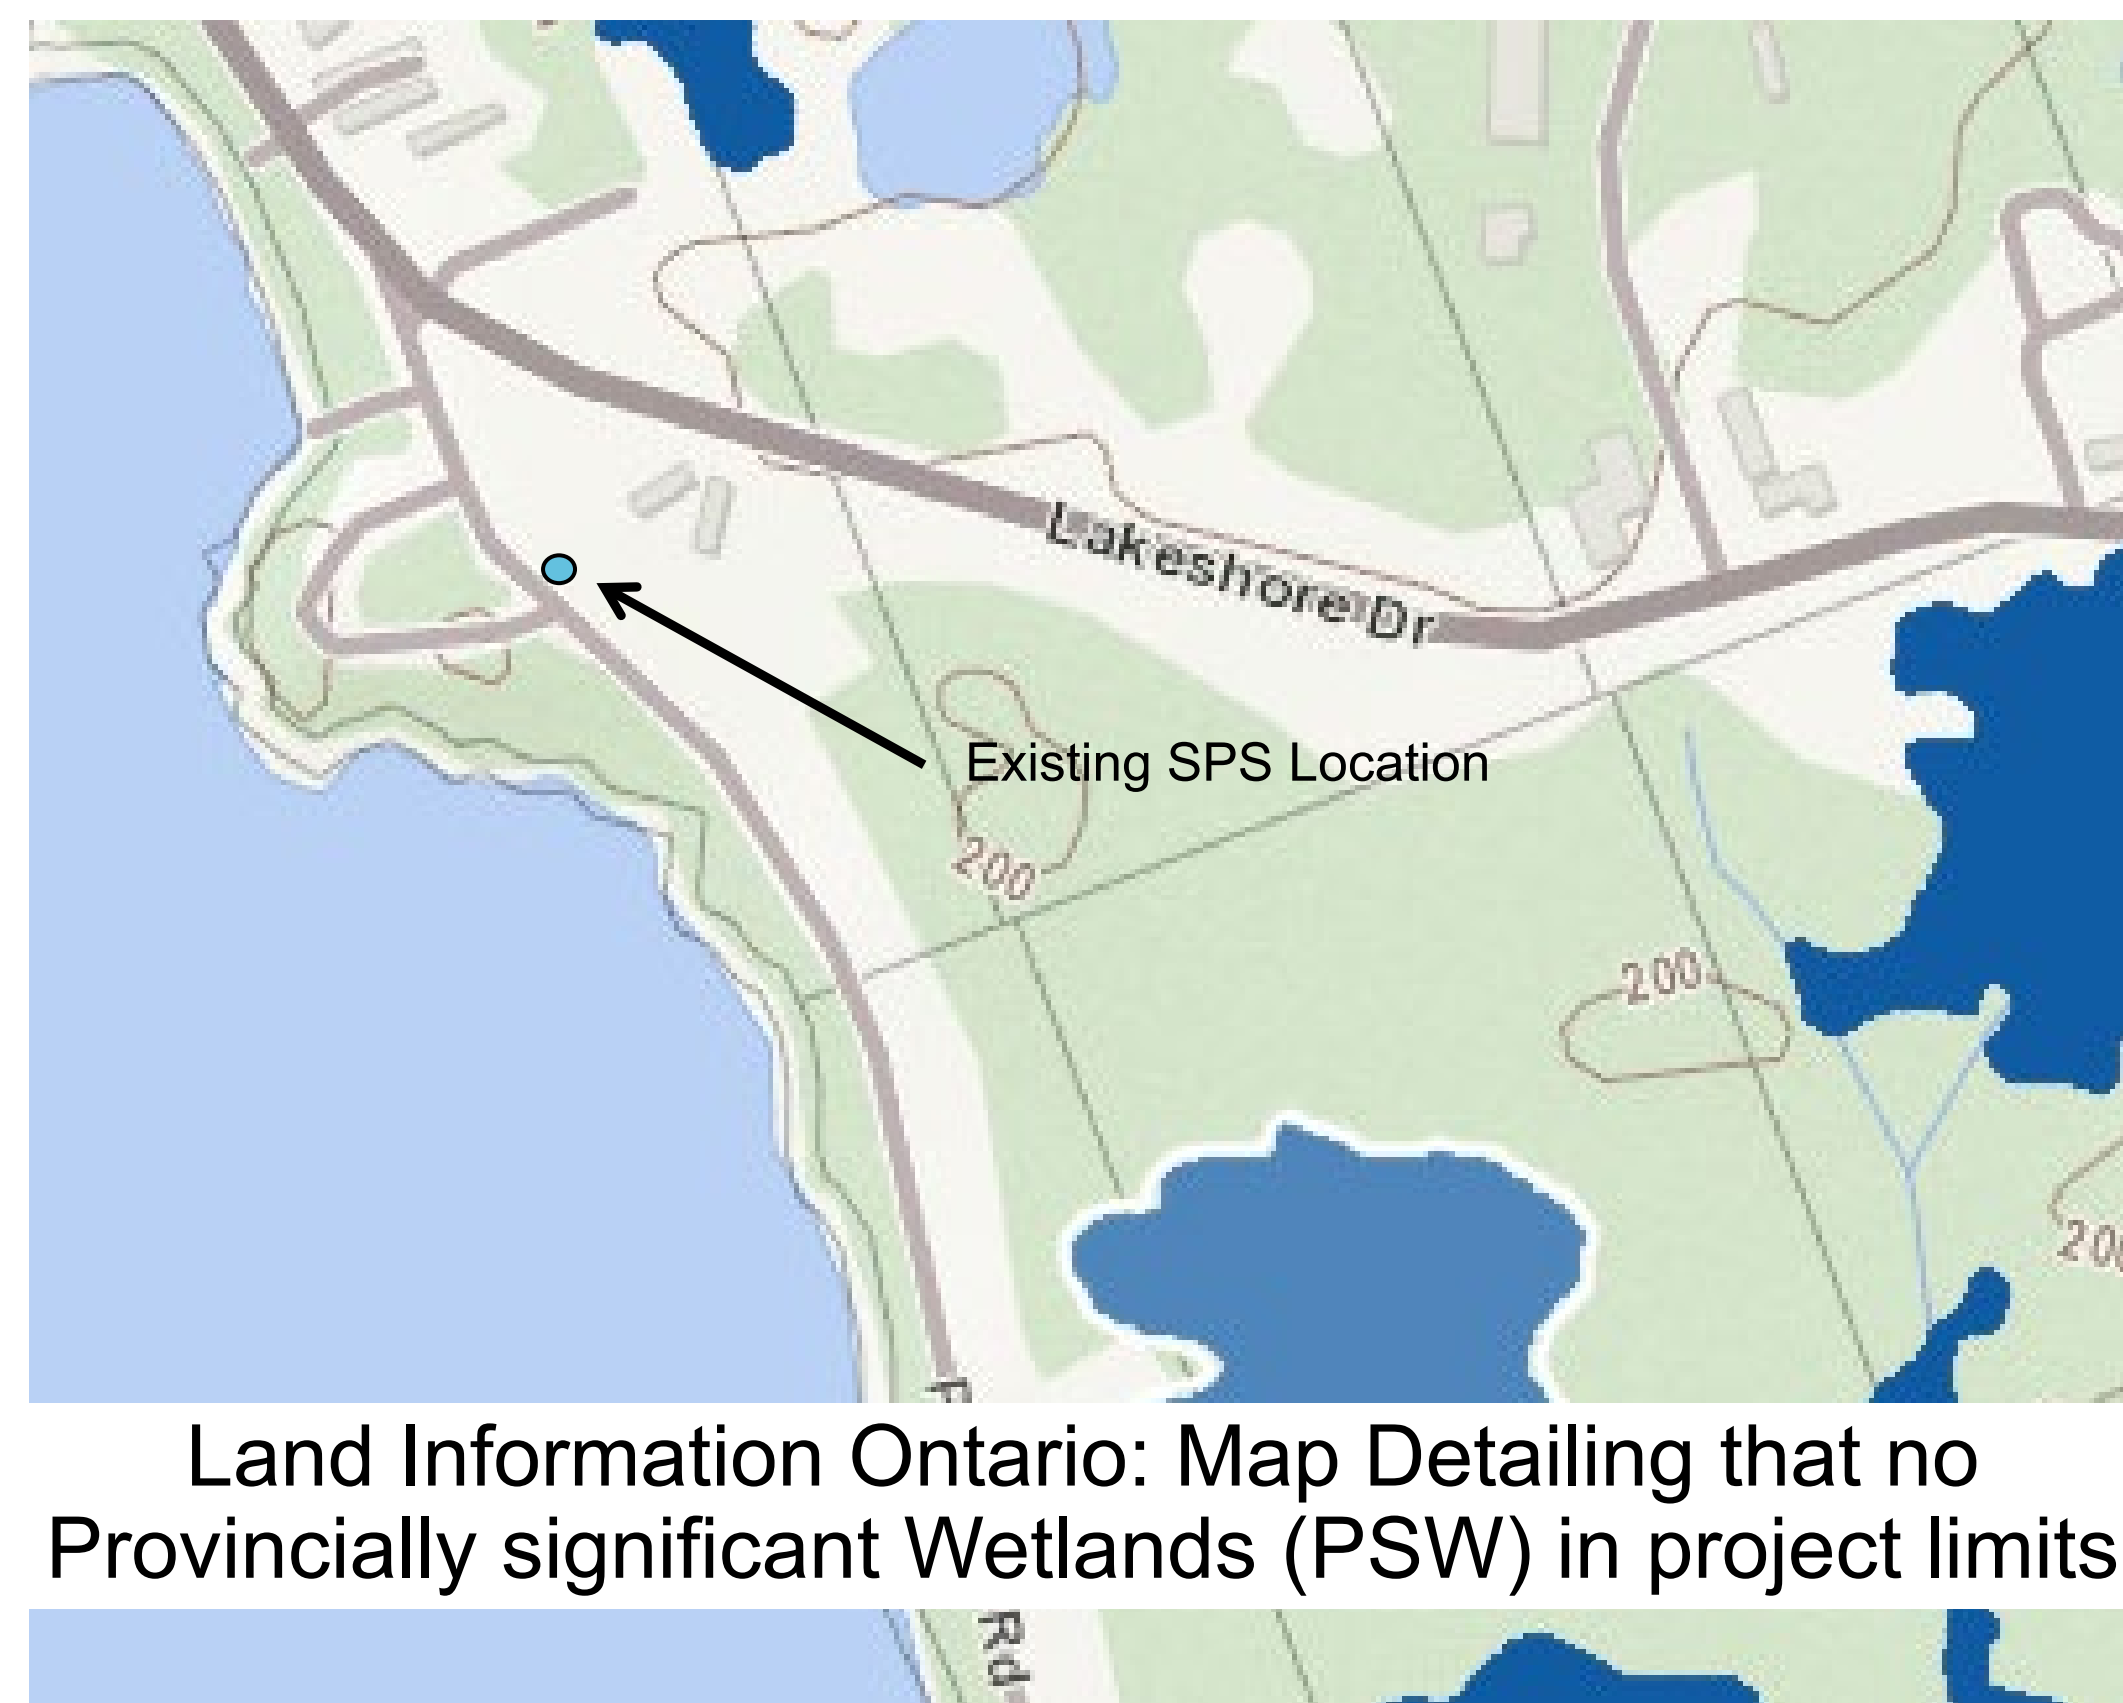 Lakeshore Dr
Existing SPS Location
200
200
Land Information Ontario: Map Detailing that no
Provincially significant Wetlands (PSW) in project limits
Rd